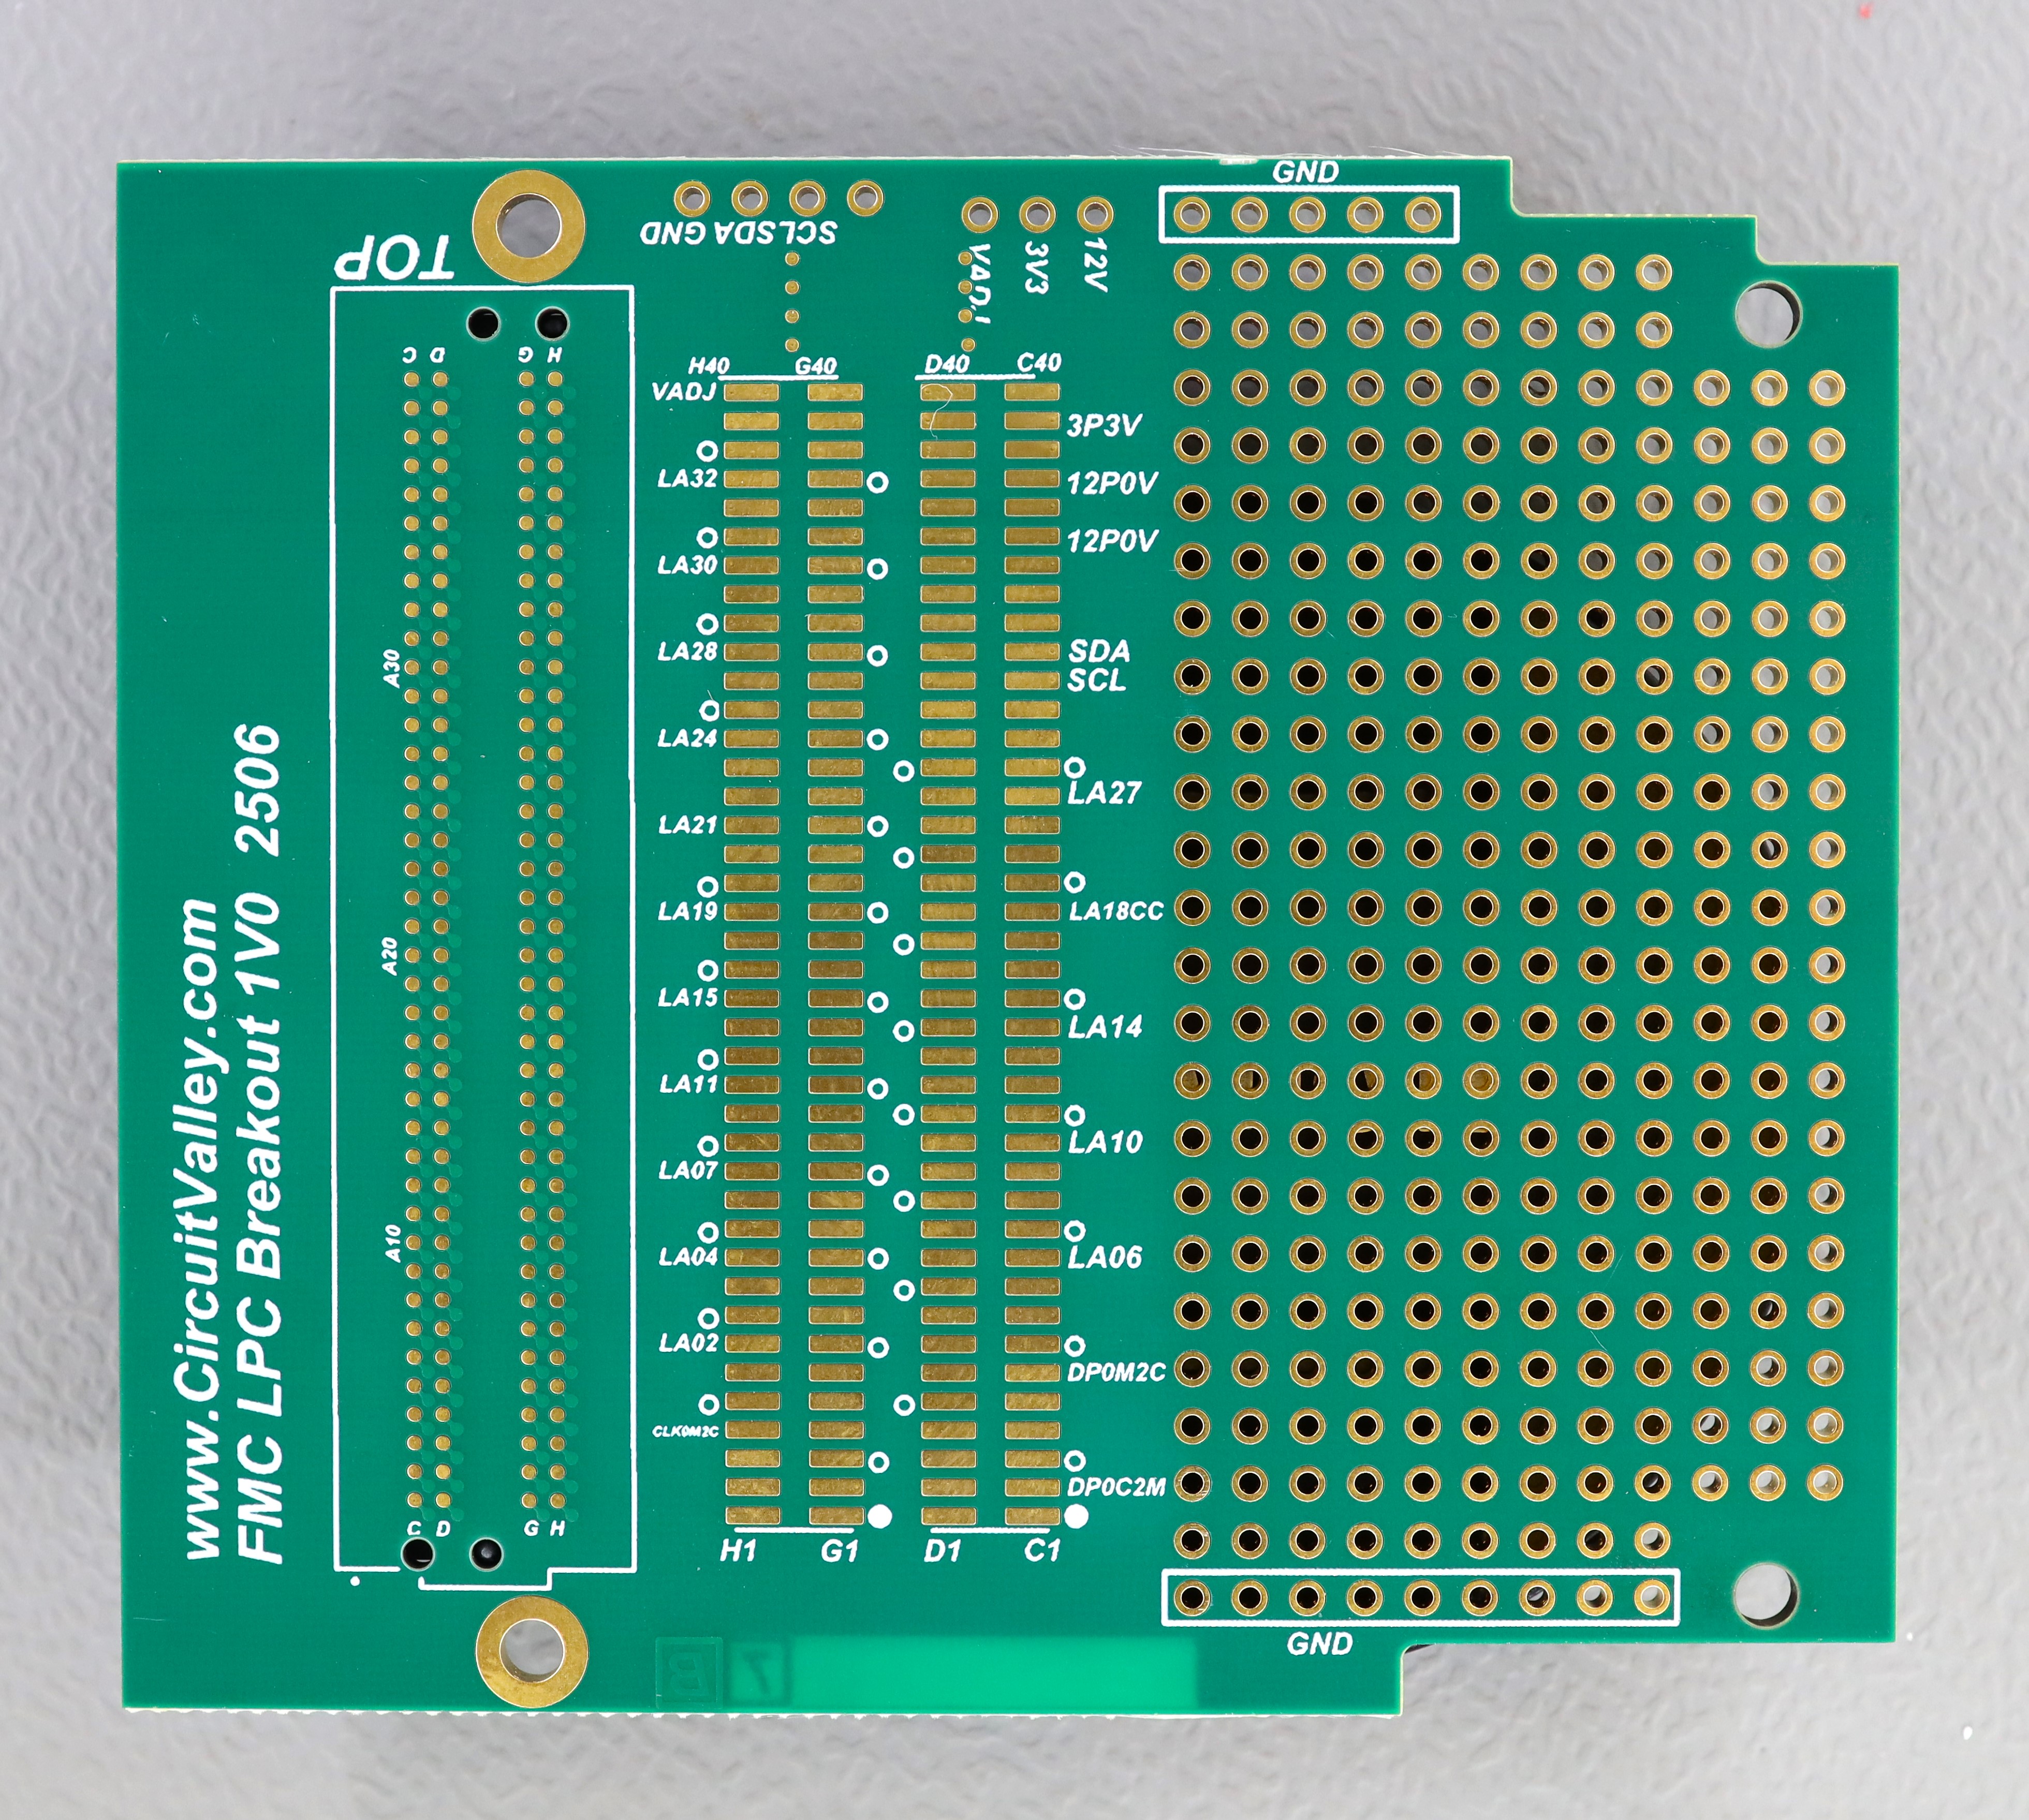 GND
TOP
GND SDA SCL
VADJ
3V3
12V
C D G H
H40 G40 D40 C40
VADJ
3P3V
LA32
12P0V
12P0V
LA30
LA28
SDA
SCL
A30
LA24
LA27
LA21
LA19
LA18CC
A20
LA15
LA14
LA11
LA10
LA07
A10
LA04
LA06
LA02
DP0M2C
CLK0M2C
DP0C2M
C D G H
H1 G1 D1 C1
www.CircuitValley.com
FMC LPC Breakout 1V0 2506
GND
B 7